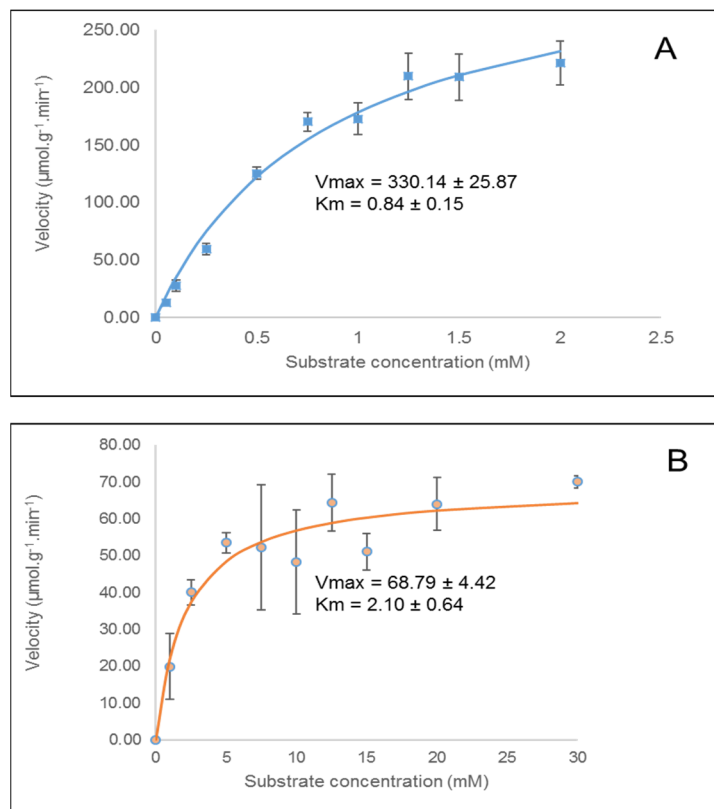 A
250.00
200.00
150.00
100.00
50.00
0.00
Velocity (µmol.g⁻¹.min⁻¹)
Vmax = 330.14 ± 25.87
Km = 0.84 ± 0.15
0 0.5 1 1.5 2 2.5
Substrate concentration (mM)
B
80.00
70.00
60.00
50.00
40.00
30.00
20.00
10.00
0.00
Velocity (µmol.g⁻¹.min⁻¹)
Vmax = 68.79 ± 4.42
Km = 2.10 ± 0.64
0 5 10 15 20 25 30
Substrate concentration (mM)